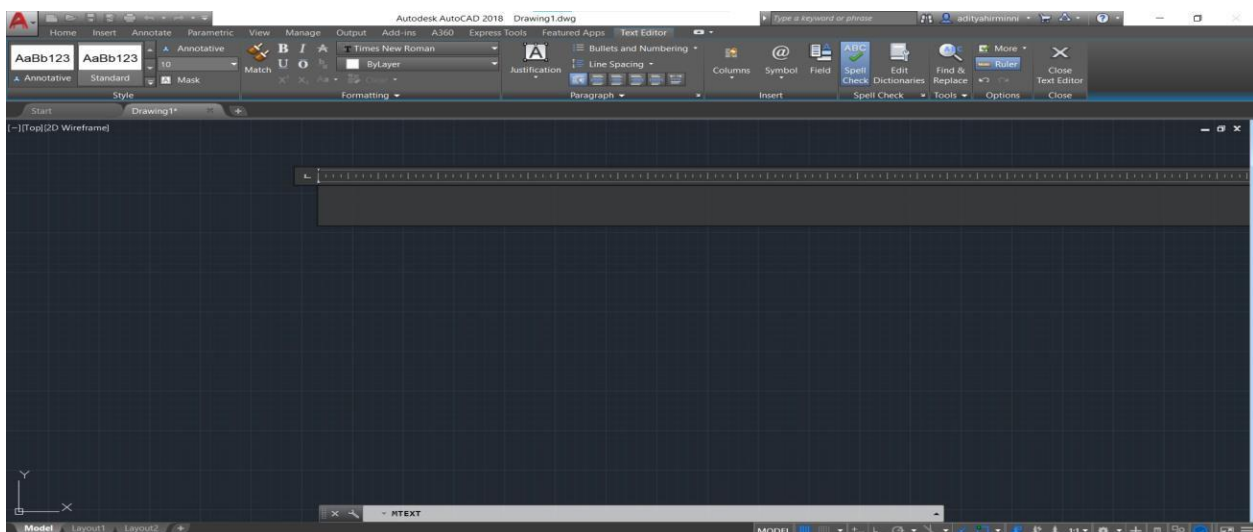 Autodesk AutoCAD 2018 Drawing1.dwg
Type a keyword or phrase
adityahirminni
Home Insert Annotate Parametric View Manage Output Add-ins A360 Express Tools Featured Apps Text Editor
AaBb123 AaBb123
Annotative Standard
Annotative
10
Mask
Style
Match
B I
U O
Times New Roman
ByLayer
Clear
Formatting
A
Justification
Bullets and Numbering
Line Spacing
Paragraph
Columns
@
Symbol
Field
Insert
ABC
Spell
Check
Edit
Dictionaries
Spell Check
Find &
Replace
Tools
More
Ruler
Options
Close
Text Editor
Close
Start Drawing1*
[−][Top][2D Wireframe]
Y
X
- MTEXT
Model Layout1 Layout2 +
MODEL
1:1